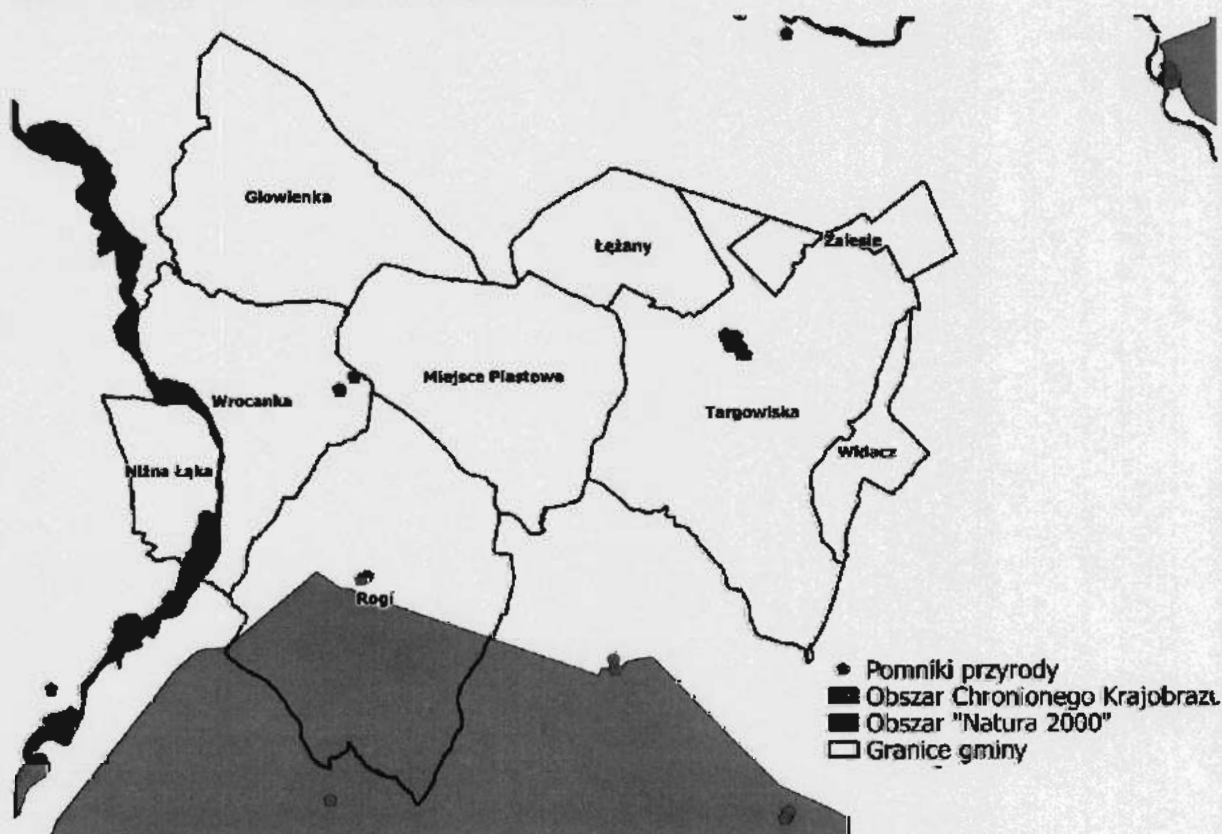 Głowienka
Łężany
Zalesie
Miejsce Piastowe
Wrocanka
Targowiska
Widacz
Niżna Łąka
Rogi
Pomniki przyrody
Obszar Chronionego Krajobrazu
Obszar "Natura 2000"
Granice gminy